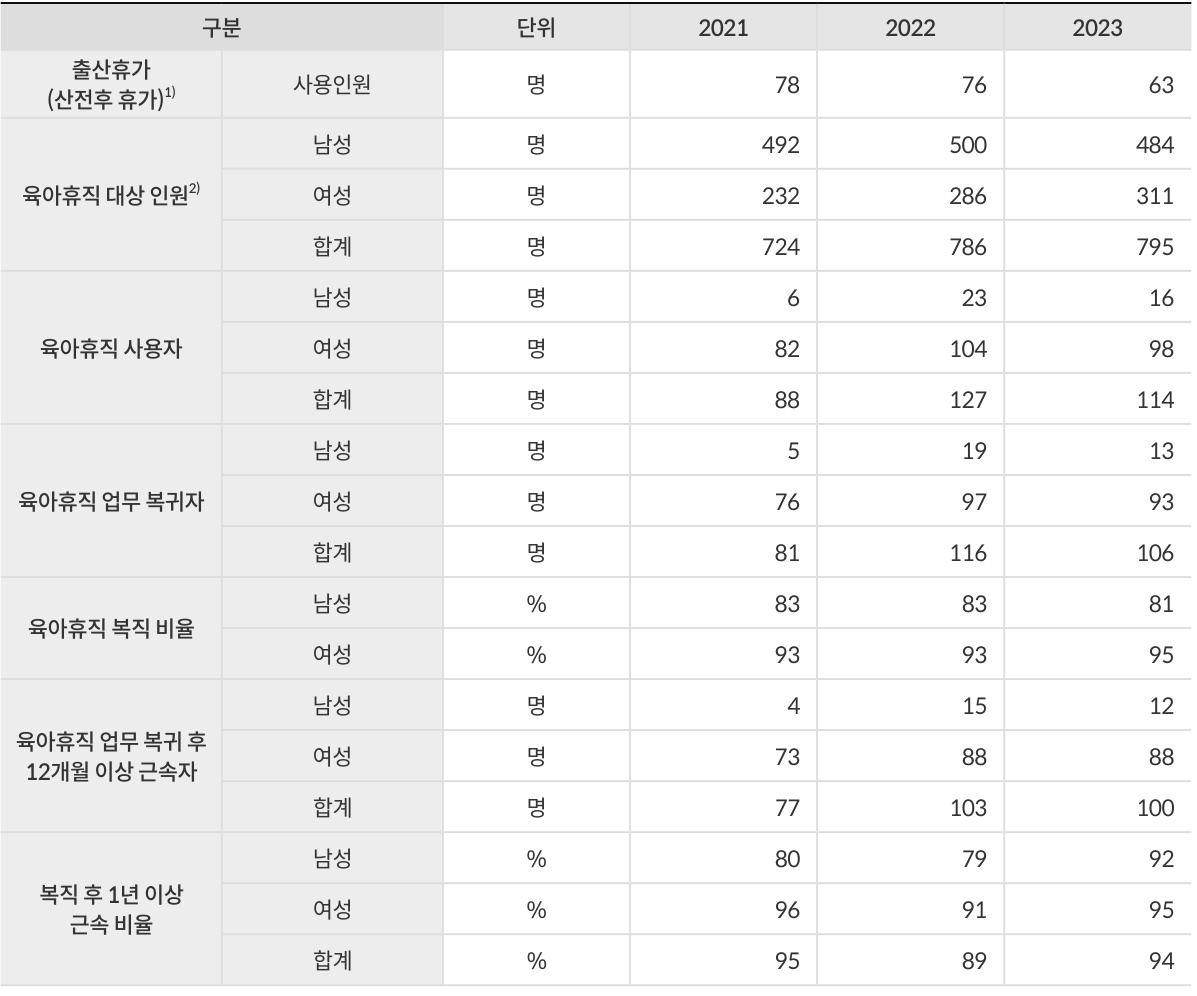 구분 단위 2021 2022 2023
출산휴가
(산전후 휴가)1) 사용인원 명 78 76 63
육아휴직 대상 인원2) 남성 명 492 500 484
여성 명 232 286 311
합계 명 724 786 795
육아휴직 사용자 남성 명 6 23 16
여성 명 82 104 98
합계 명 88 127 114
육아휴직 업무 복귀자 남성 명 5 19 13
여성 명 76 97 93
합계 명 81 116 106
육아휴직 복직 비율 남성 % 83 83 81
여성 % 93 93 95
육아휴직 업무 복귀 후
12개월 이상 근속자 남성 명 4 15 12
여성 명 73 88 88
합계 명 77 103 100
복직 후 1년 이상
근속 비율 남성 % 80 79 92
여성 % 96 91 95
합계 % 95 89 94